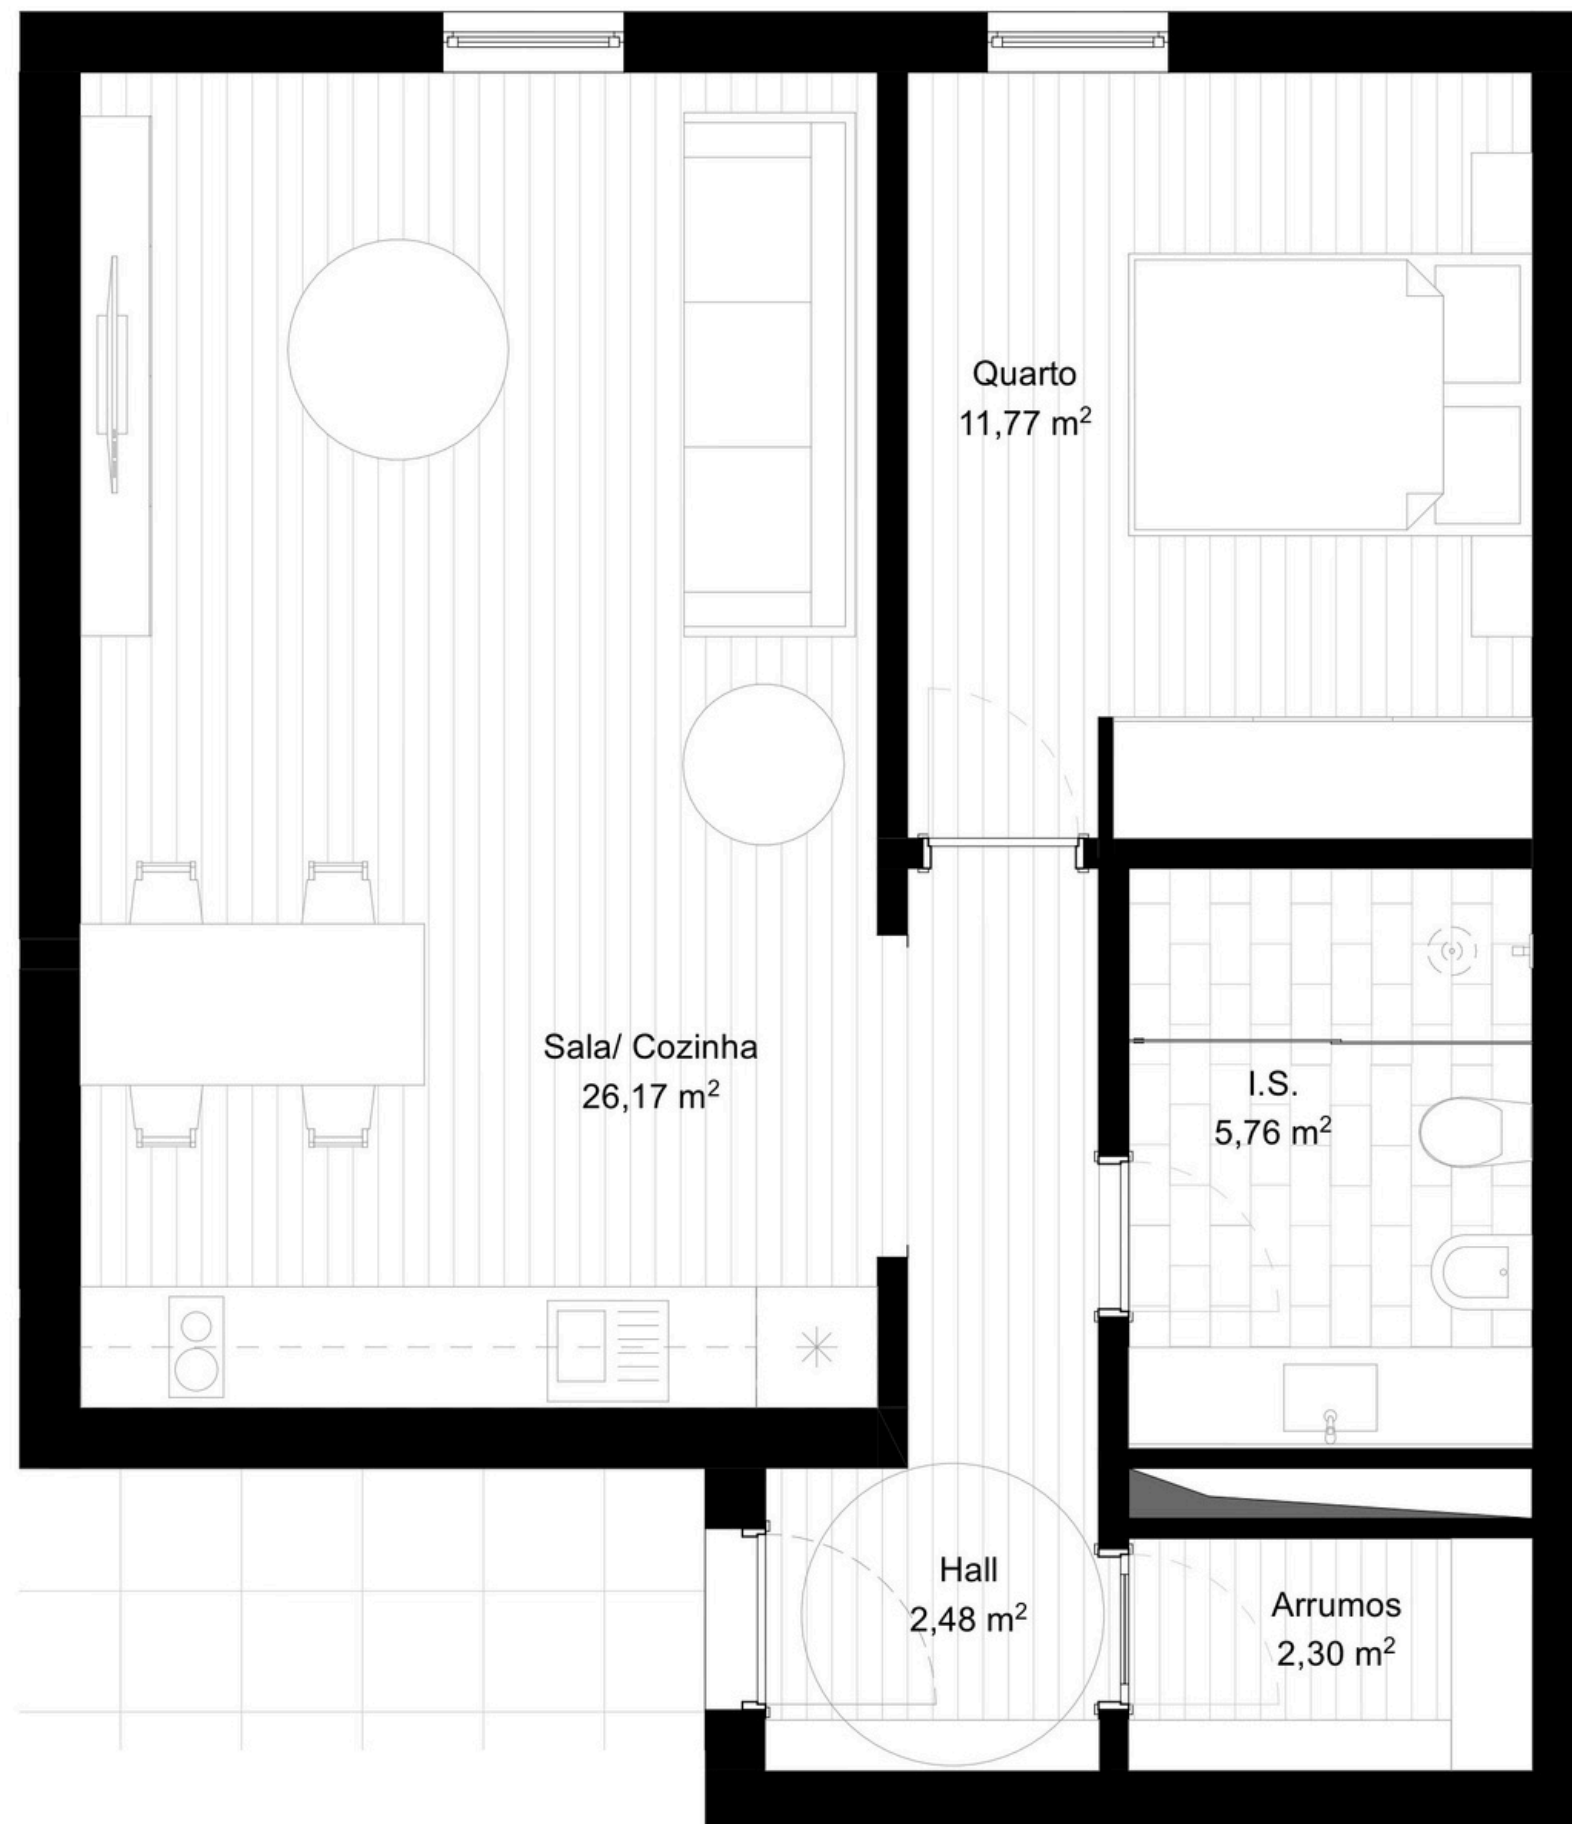 Quarto
11,77 m²
Sala/ Cozinha
26,17 m²
I.S.
5,76 m²
Hall
2,48 m²
Arrumos
2,30 m²